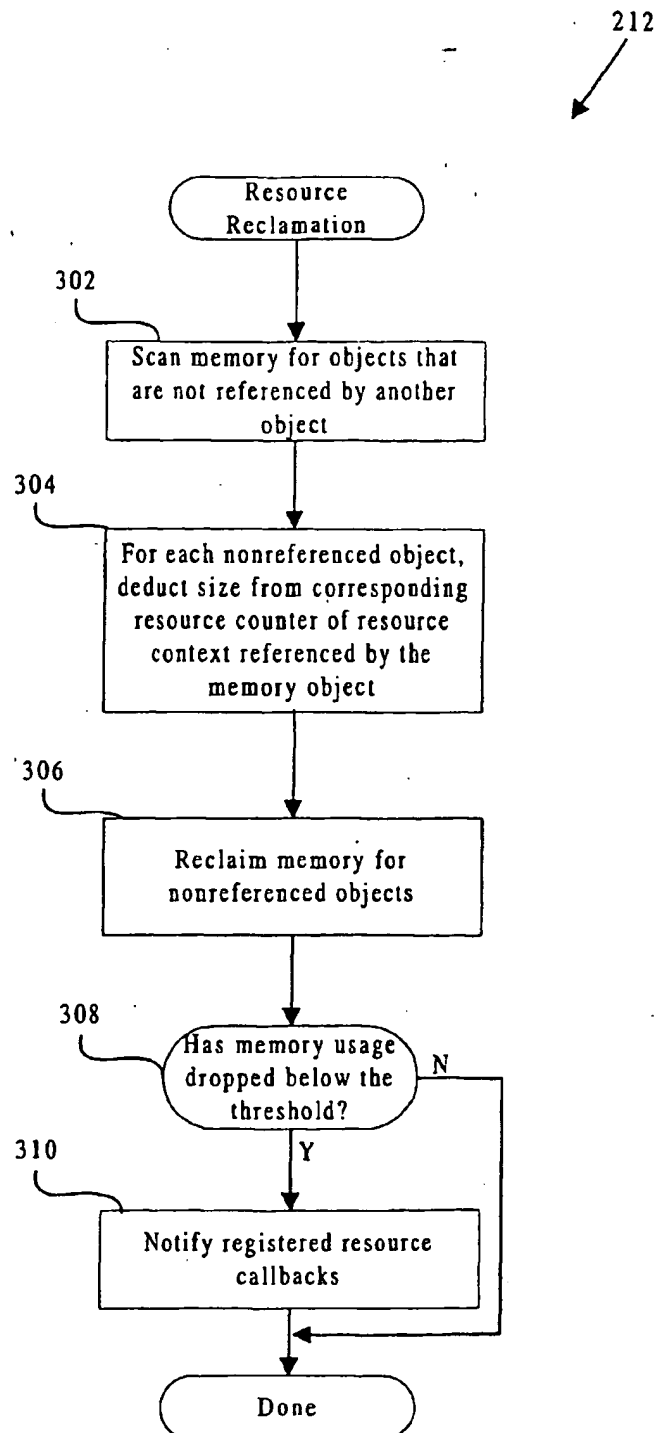 212
Resource
Reclamation
302
Scan memory for objects that
are not referenced by another
object
304
For each nonreferenced object,
deduct size from corresponding
resource counter of resource
context referenced by the
memory object
306
Reclaim memory for
nonreferenced objects
308
Has memory usage
dropped below the
threshold?
N
Y
310
Notify registered resource
callbacks
Done